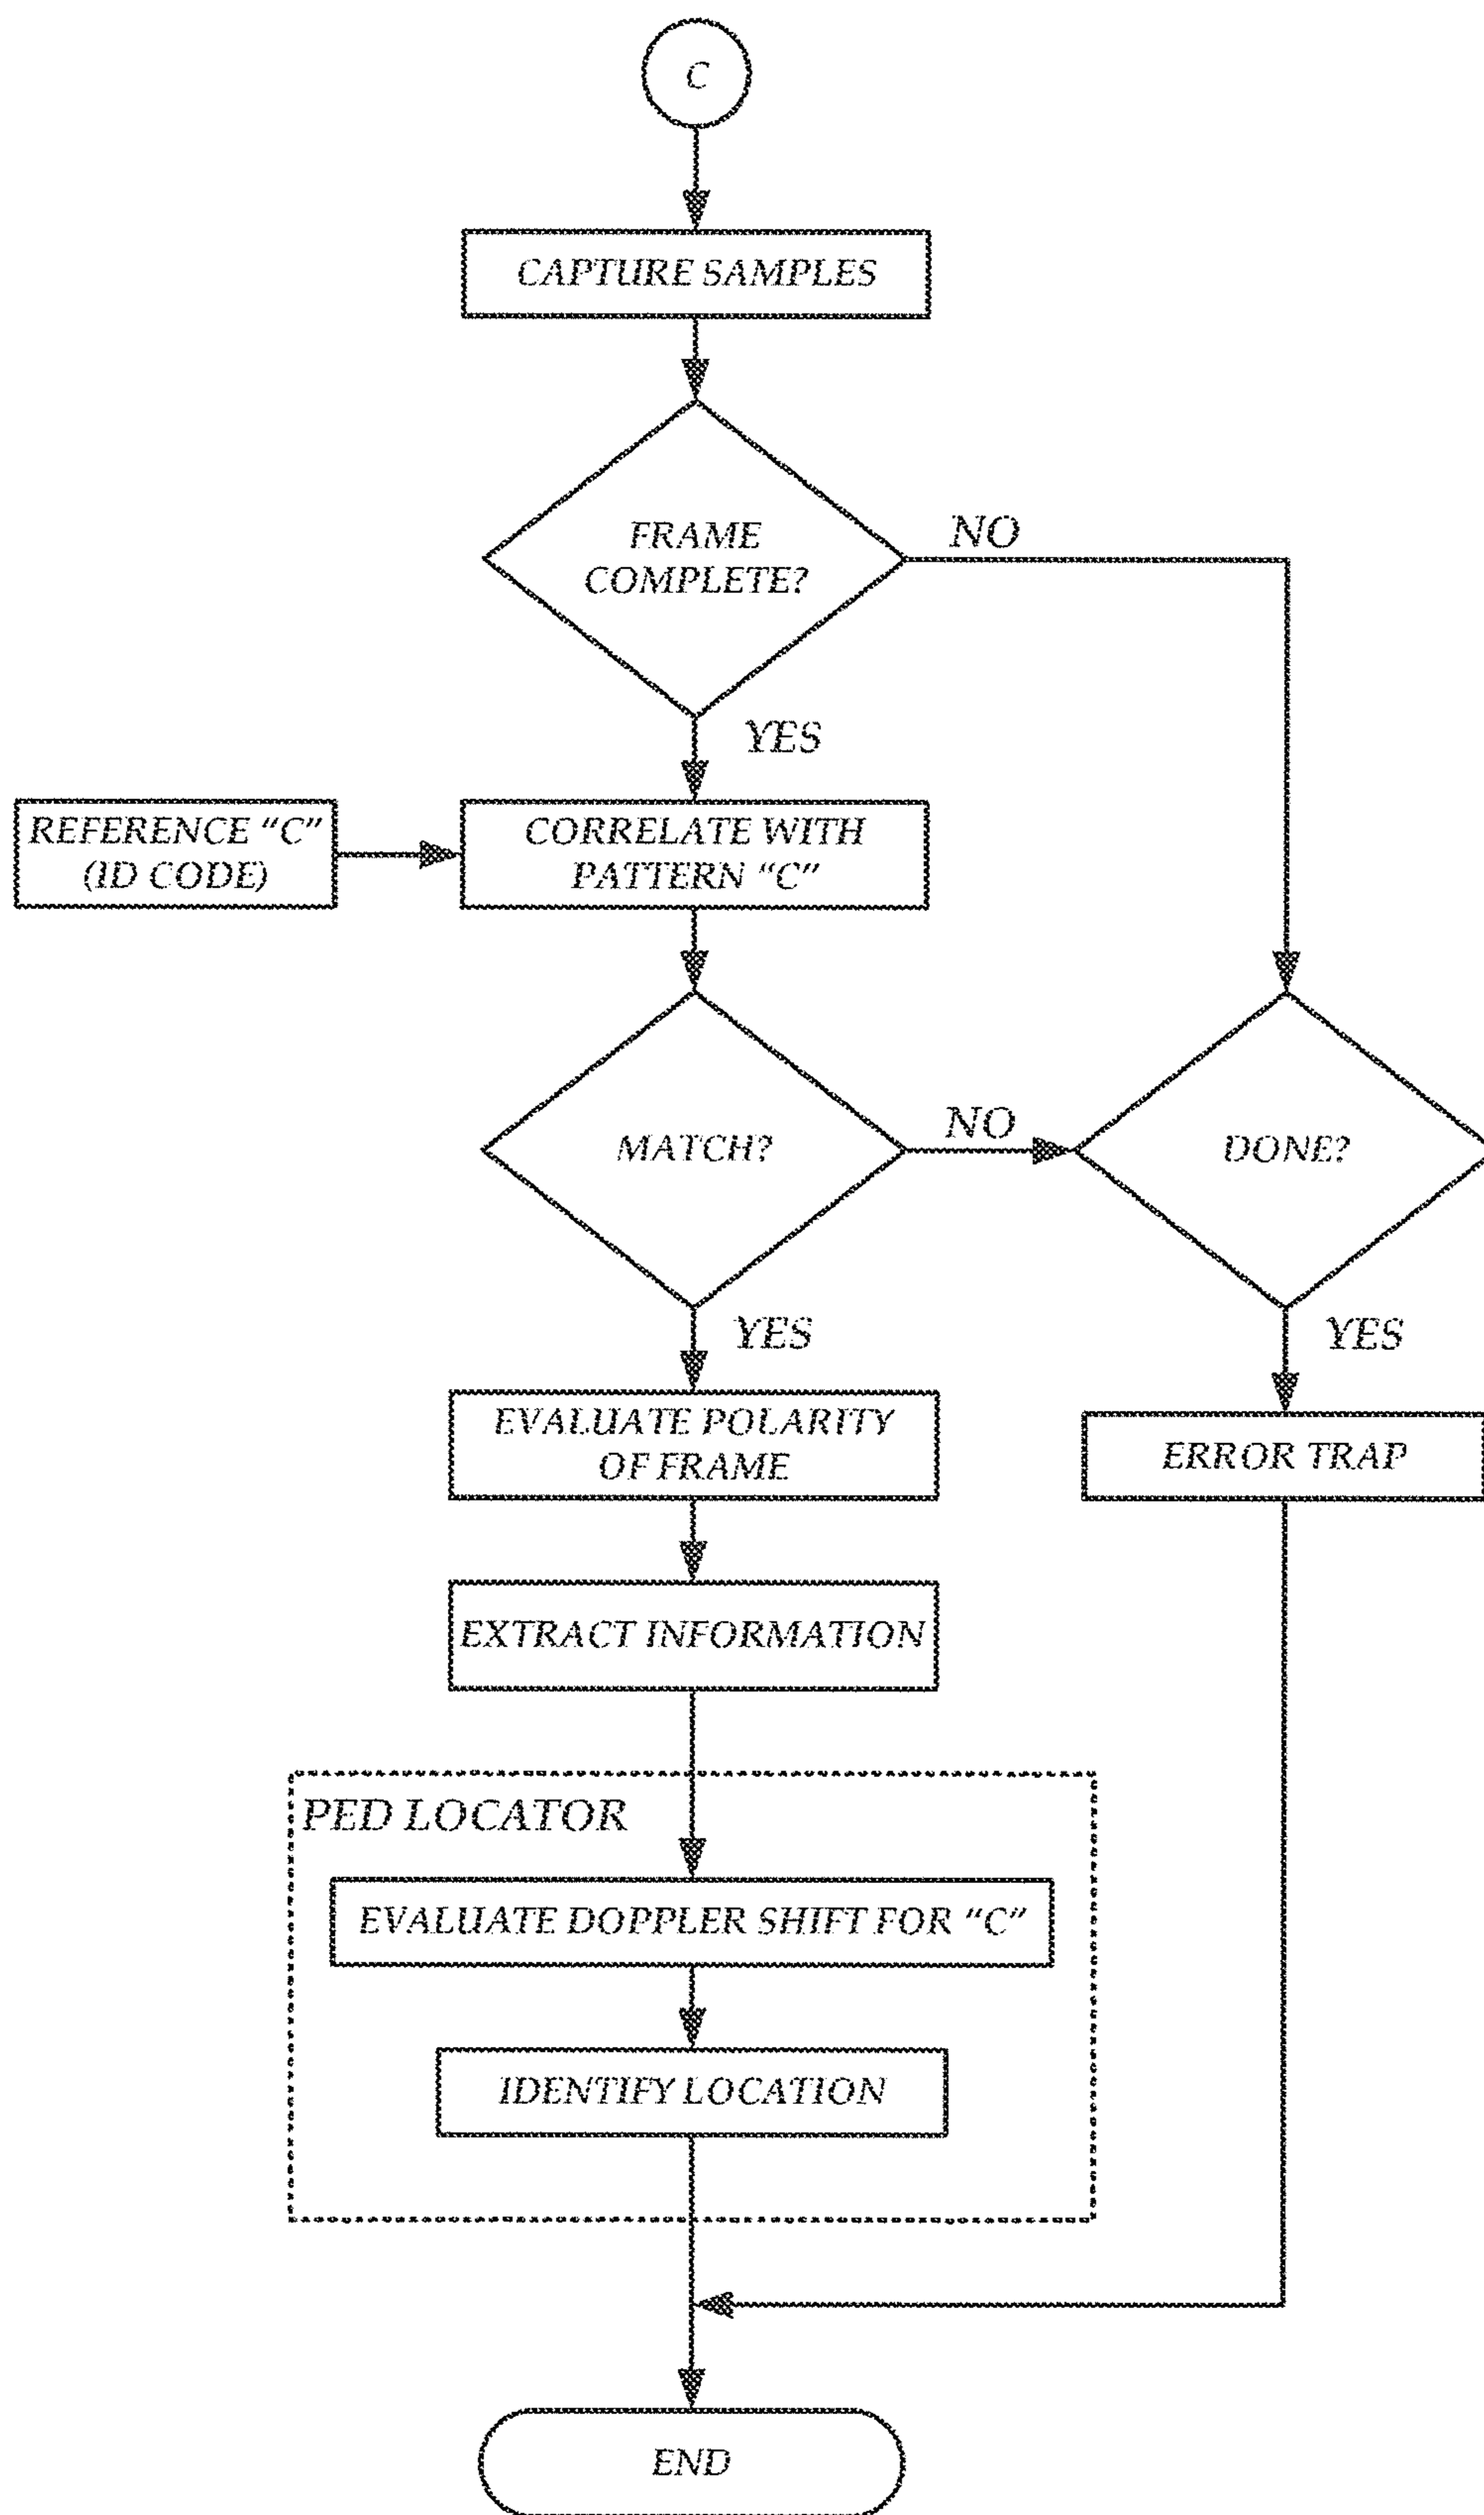 C
CAPTURE SAMPLES
FRAME
COMPLETE?
NO
YES
REFERENCE “C”
(ID CODE)
CORRELATE WITH
PATTERN “C”
MATCH?
NO
DONE?
YES
YES
EVALUATE POLARITY
OF FRAME
ERROR TRAP
EXTRACT INFORMATION
PED LOCATOR
EVALUATE DOPPLER SHIFT FOR “C”
IDENTIFY LOCATION
END